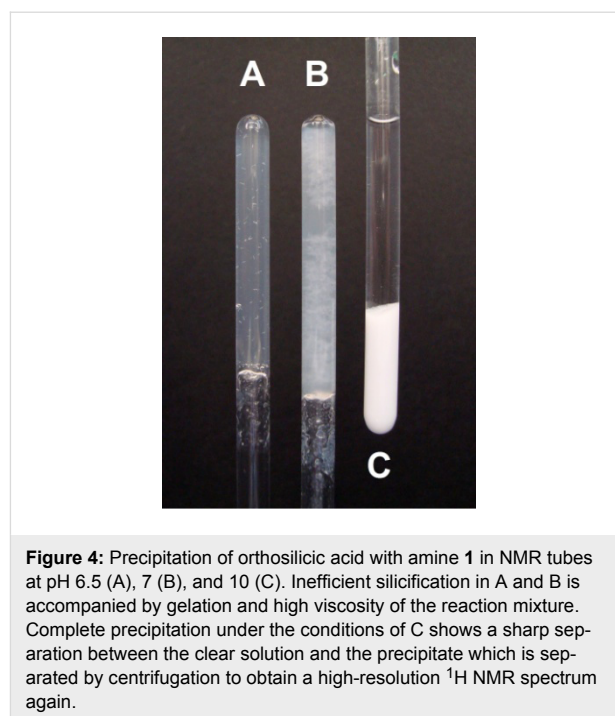 A B
C
Figure 4: Precipitation of orthosilicic acid with amine 1 in NMR tubes
at pH 6.5 (A), 7 (B), and 10 (C). Inefficient silicification in A and B is
accompanied by gelation and high viscosity of the reaction mixture.
Complete precipitation under the conditions of C shows a sharp sep-
aration between the clear solution and the precipitate which is sep-
arated by centrifugation to obtain a high-resolution ¹H NMR spectrum
again.